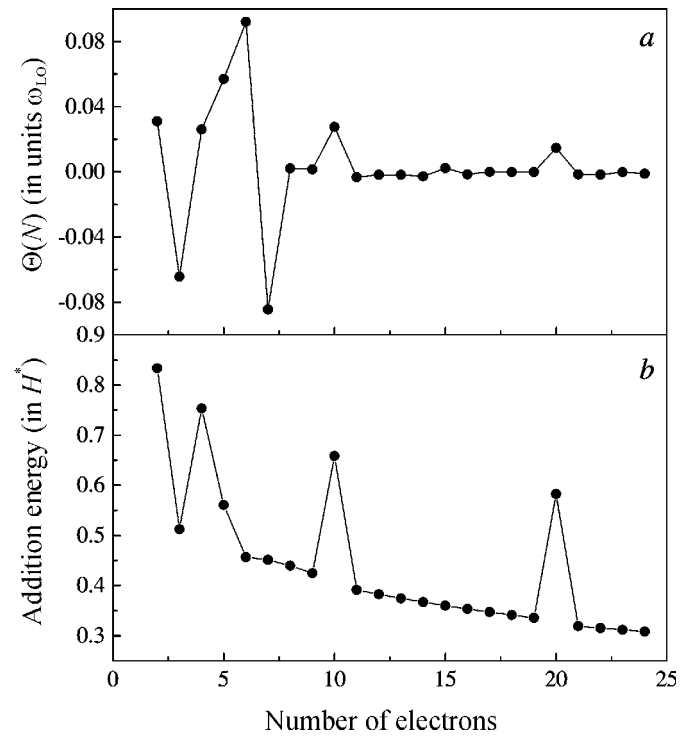 a
Θ(N) (in units ω_LO)
0.08
0.04
0.00
-0.04
-0.08
b
Addition energy (in H*)
0.9
0.8
0.7
0.6
0.5
0.4
0.3
0 5 10 15 20 25
Number of electrons